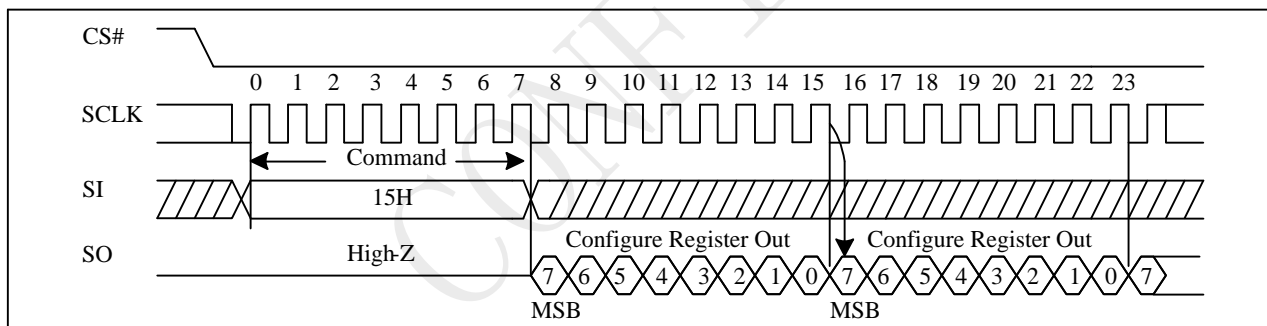 CS#
0 1 2 3 4 5 6 7 8 9 10 11 12 13 14 15 16 17 18 19 20 21 22 23
SCLK
Command
SI
15H
SO
High-Z
Configure Register Out
Configure Register Out
7 6 5 4 3 2 1 0 7 6 5 4 3 2 1 0 7
MSB
MSB